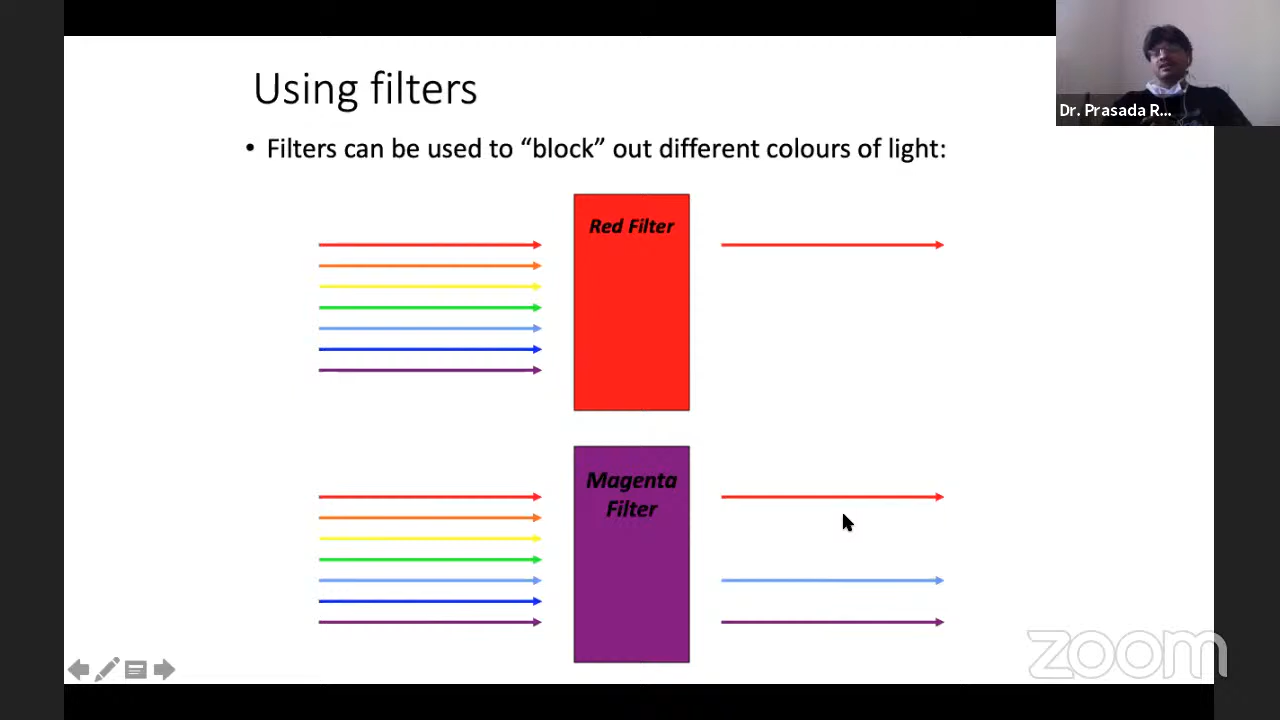 Using filters
Dr. Prasada R...
• Filters can be used to “block” out different colours of light:
Red Filter
Magenta
Filter
zoom